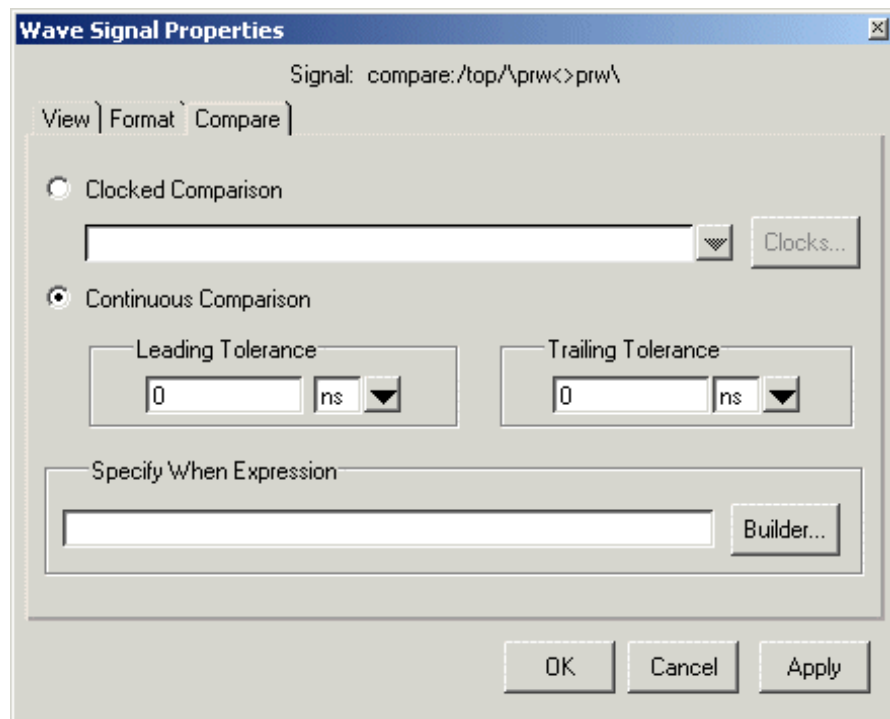 Wave Signal Properties
Signal: compare:/top/\prw<>prw\
View Format Compare
Clocked Comparison
Clocks...
Continuous Comparison
Leading Tolerance Trailing Tolerance
0 ns 0 ns
Specify When Expression
Builder...
OK Cancel Apply